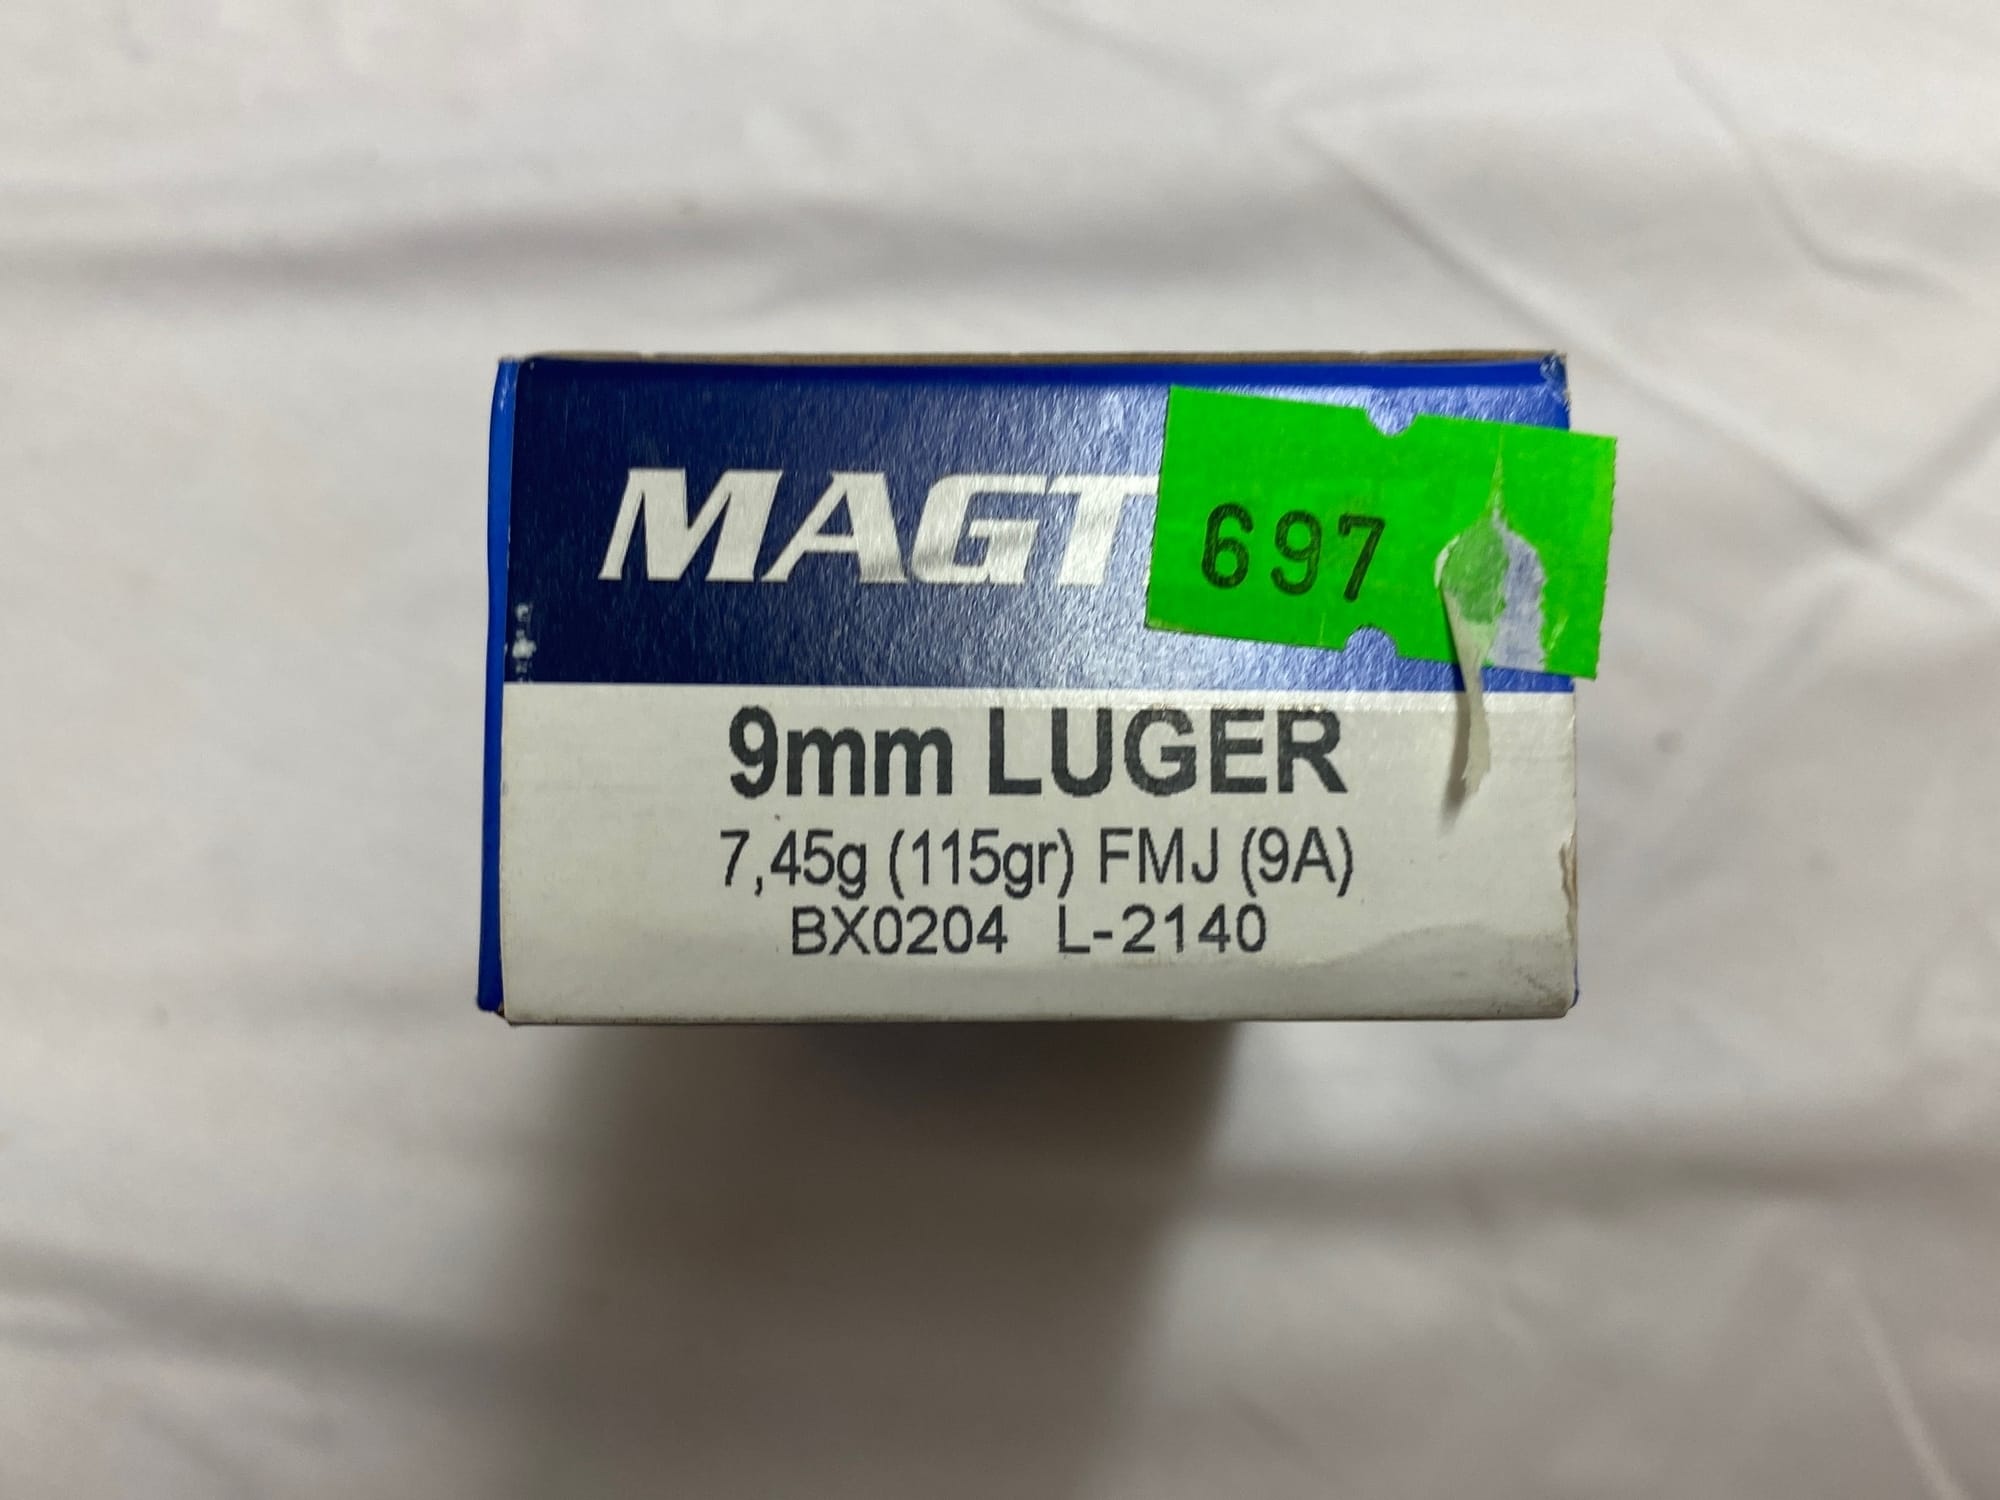 MAGT
697
9mm LUGER
7,45g (115gr) FMJ (9A)
BX0204 L-2140